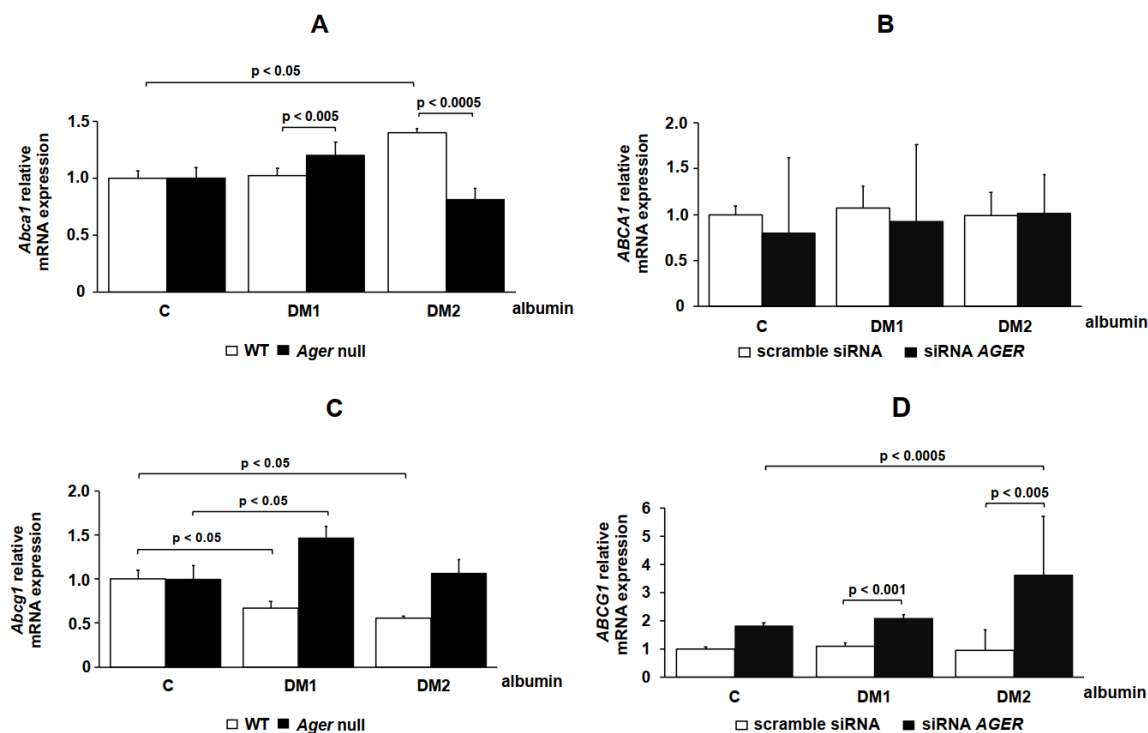 A
p < 0.05
p < 0.0005
p < 0.005
Abca1 relative
mRNA expression
1.5
1.0
0.5
0
C
DM1
DM2
albumin
WT
Ager null
B
ABCA1 relative
mRNA expression
2.0
1.5
1.0
0.5
0
C
DM1
DM2
albumin
scramble siRNA
siRNA AGER
C
p < 0.05
p < 0.05
p < 0.05
Abcg1 relative
mRNA expression
2.0
1.5
1.0
0.5
0
C
DM1
DM2
albumin
WT
Ager null
D
p < 0.0005
p < 0.005
p < 0.001
ABCG1 relative
mRNA expression
6
5
4
3
2
1
0
C
DM1
DM2
albumin
scramble siRNA
siRNA AGER